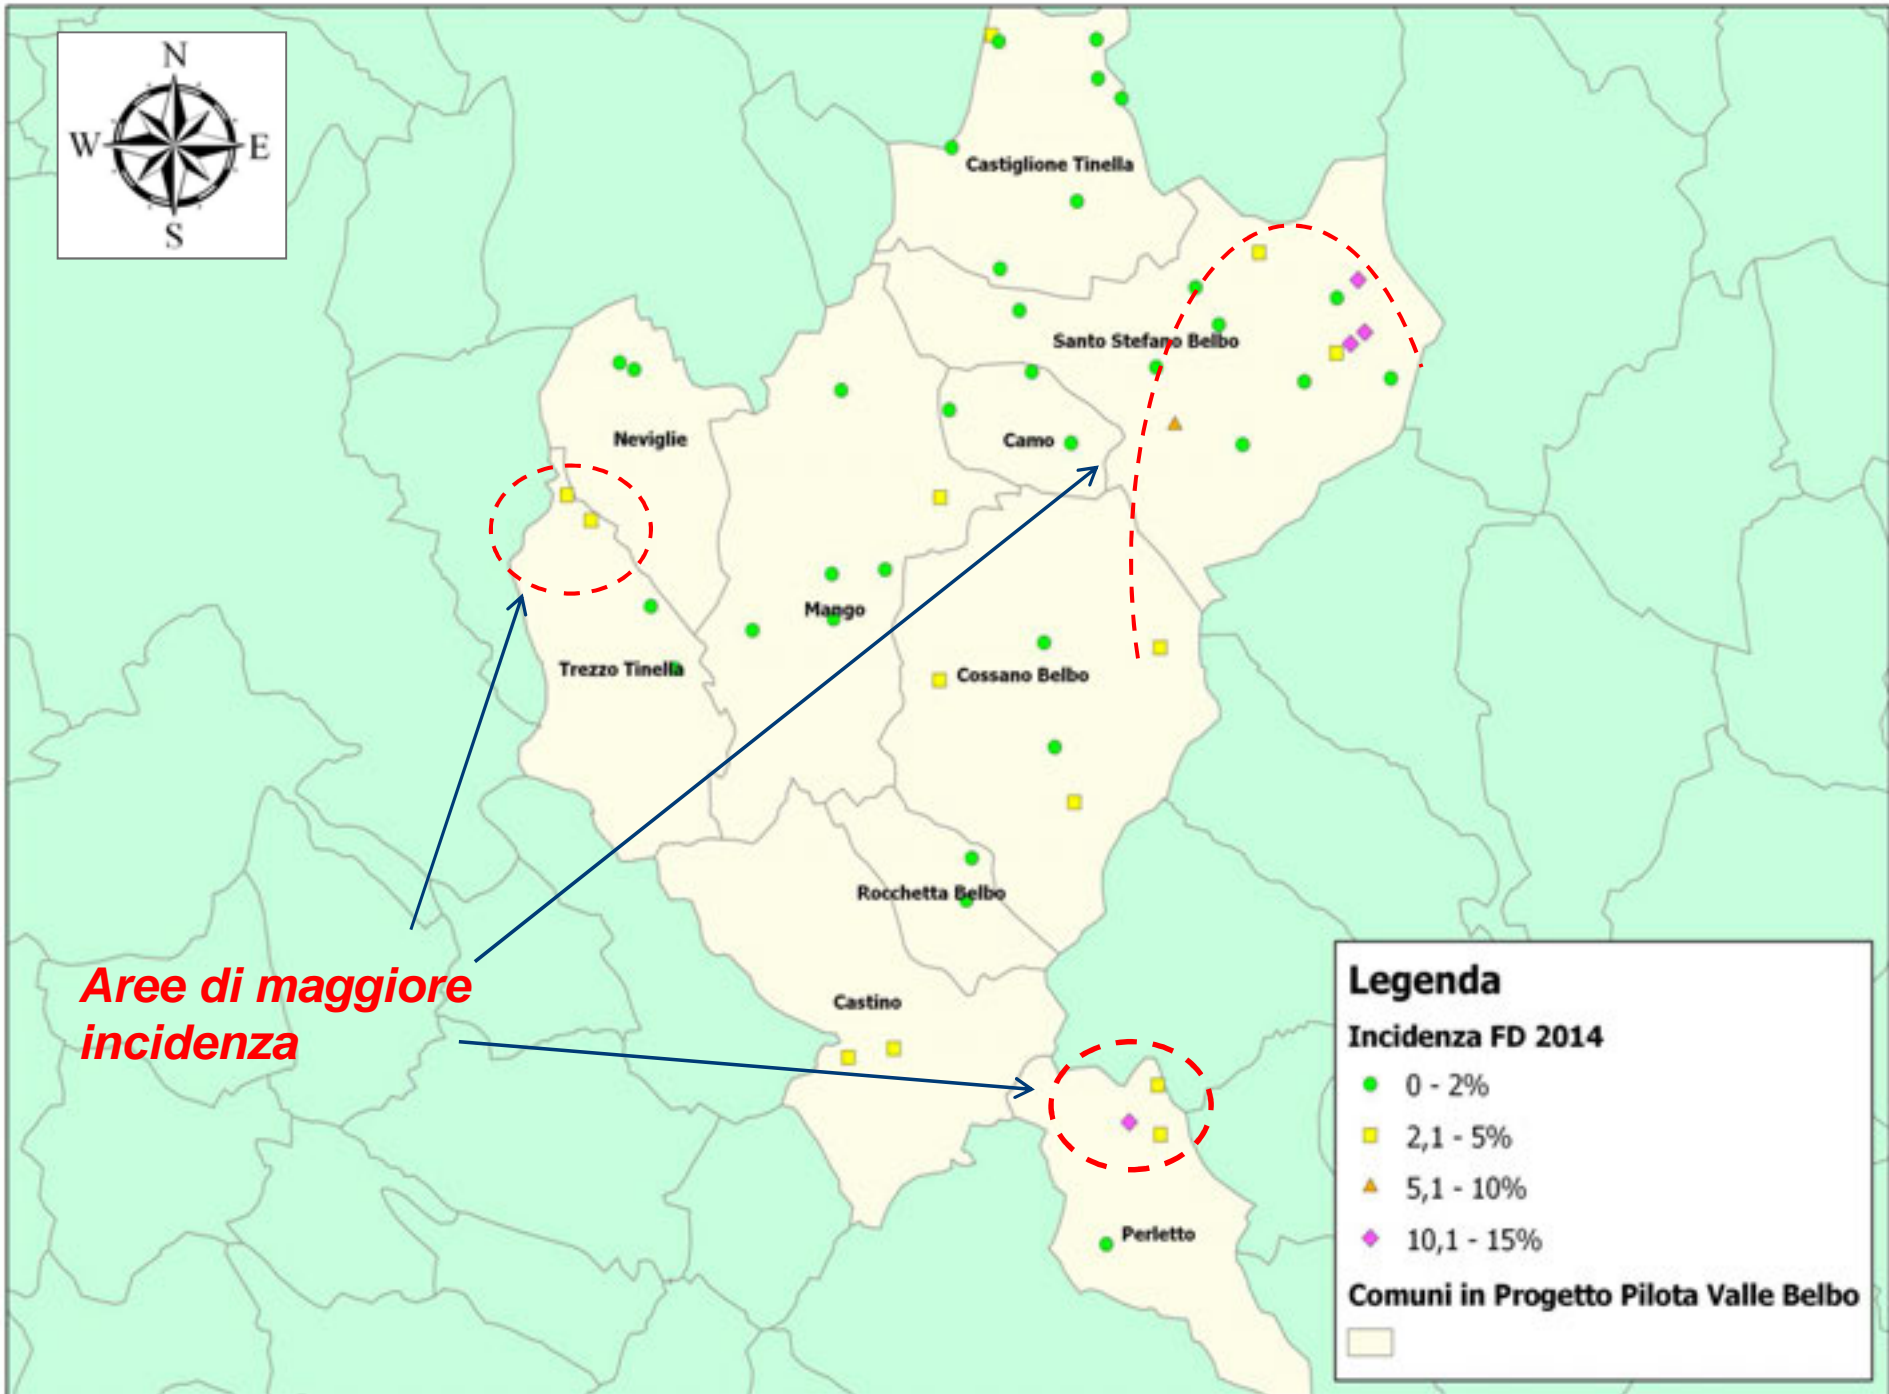 N
W
E
S
Castiglione Tinella
Santo Stefano Belbo
Neviglie
Camo
Mango
Trezzo Tinella
Cossano Belbo
Rocchetta Belbo
Aree di maggiore
incidenza
Castino
Perletto
Legenda
Incidenza FD 2014
0 - 2%
2,1 - 5%
5,1 - 10%
10,1 - 15%
Comuni in Progetto Pilota Valle Belbo